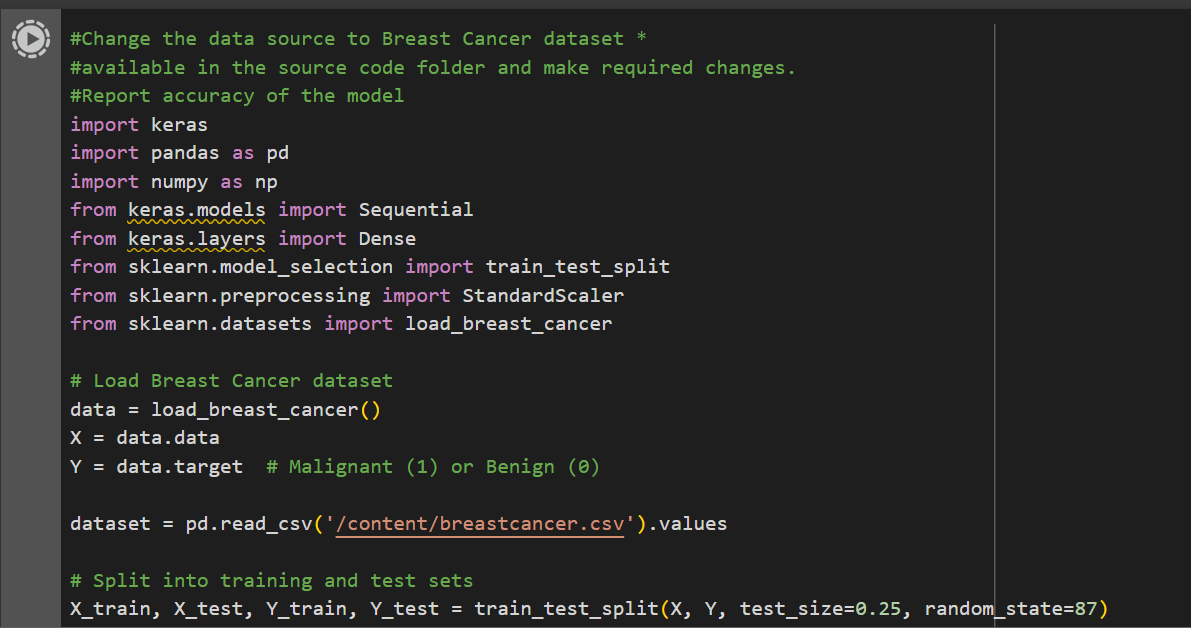 #Change the data source to Breast Cancer dataset *
#available in the source code folder and make required changes.
#Report accuracy of the model
import keras
import pandas as pd
import numpy as np
from keras.models import Sequential
from keras.layers import Dense
from sklearn.model_selection import train_test_split
from sklearn.preprocessing import StandardScaler
from sklearn.datasets import load_breast_cancer
# Load Breast Cancer dataset
data = load_breast_cancer()
X = data.data
Y = data.target  # Malignant (1) or Benign (0)
dataset = pd.read_csv('/content/breastcancer.csv').values
# Split into training and test sets
X_train, X_test, Y_train, Y_test = train_test_split(X, Y, test_size=0.25, random_state=87)